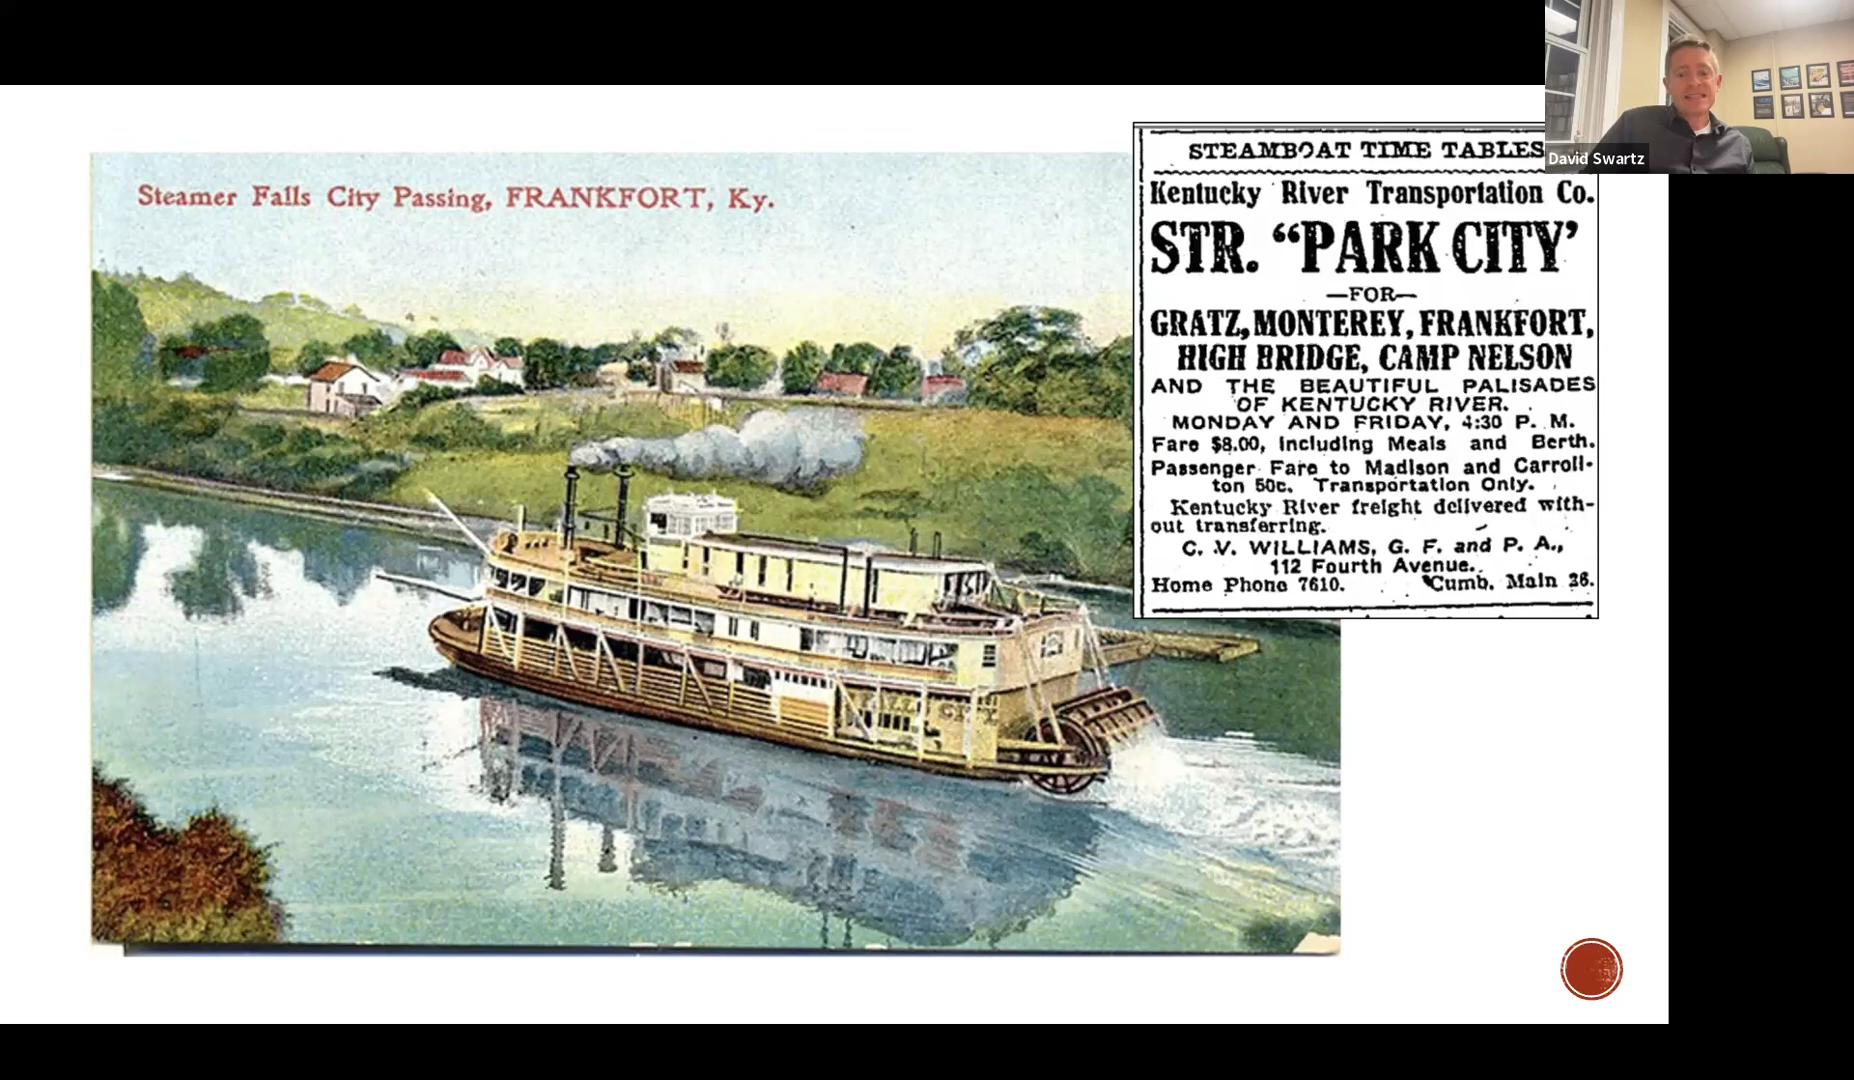 Steamer Falls City Passing, FRANKFORT, Ky.
STEAMBOAT TIME TABLES
Kentucky River Transportation Co.
STR. “PARK CITY’
—FOR—
GRATZ, MONTEREY, FRANKFORT,
HIGH BRIDGE, CAMP NELSON
AND THE BEAUTIFUL PALISADES
OF KENTUCKY RIVER.
MONDAY AND FRIDAY, 4:30 P. M.
Fare $8.00, Including Meals and Berth.
Passenger Fare to Madison and Carroll-
ton 50c. Transportation Only.
Kentucky River freight delivered with-
out transferring.
C. V. WILLIAMS, G. F. and P. A.,
112 Fourth Avenue.
Home Phone 7610. Cumb. Main 26.
David Swartz
CITY